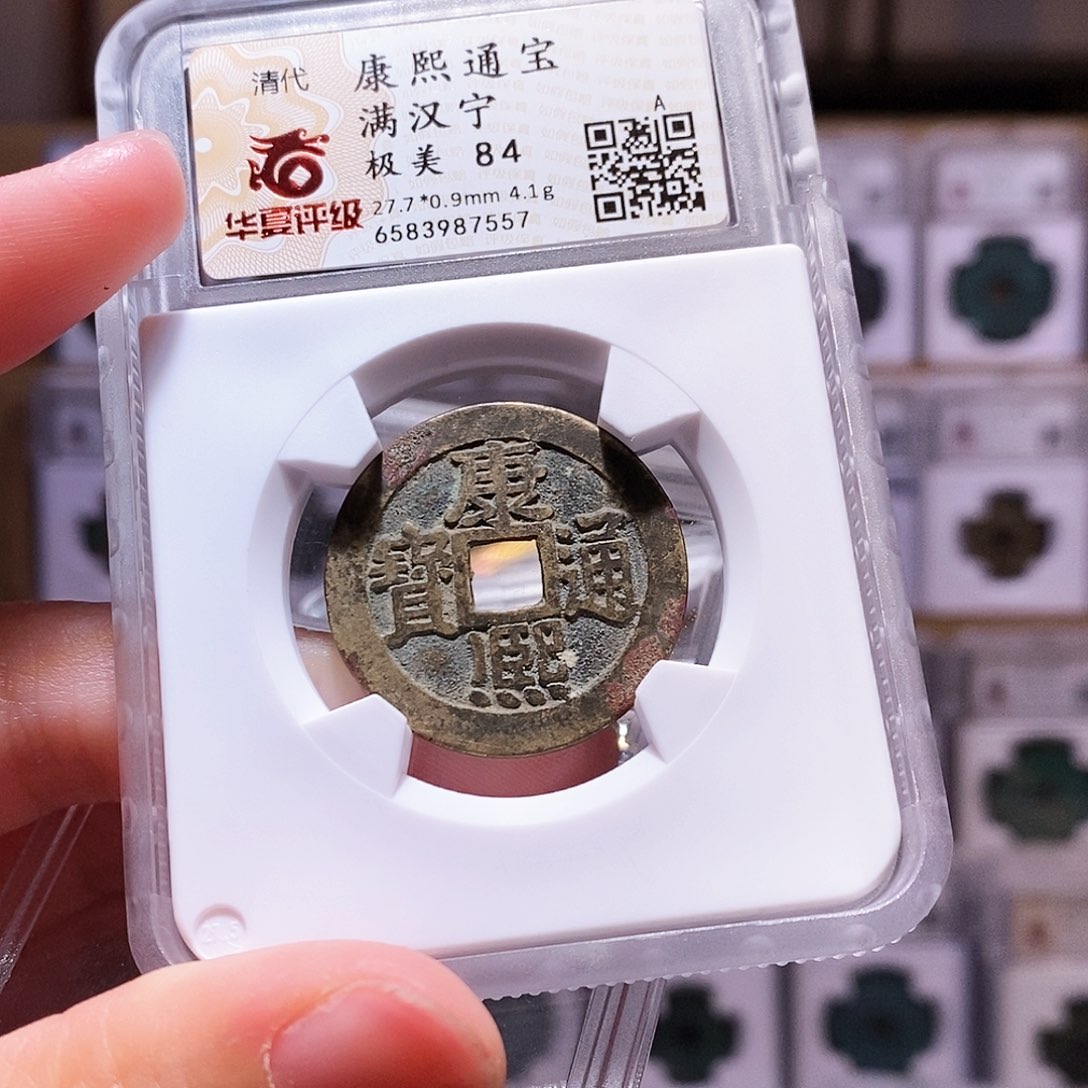 清代
康熙通宝
满汉宁
极美 84
27.7*0.9mm 4.1g
6583987557
华夏评级
A
康熙通寶